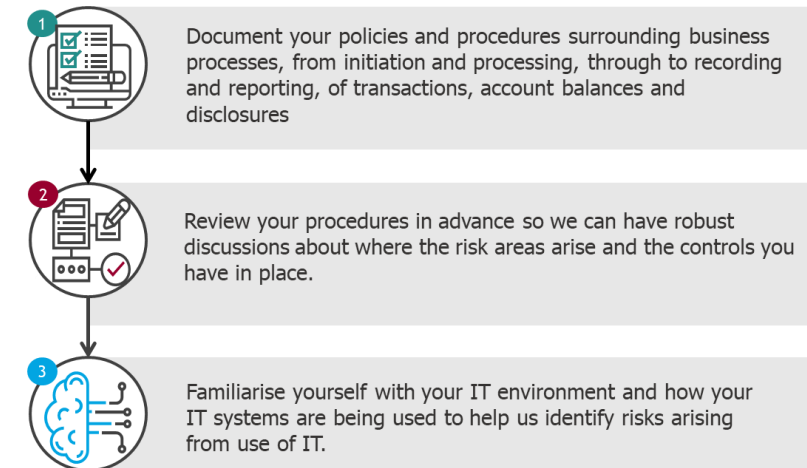 1
Document your policies and procedures surrounding business
processes, from initiation and processing, through to recording
and reporting, of transactions, account balances and
disclosures
2
Review your procedures in advance so we can have robust
discussions about where the risk areas arise and the controls you
have in place.
3
Familiarise yourself with your IT environment and how your
IT systems are being used to help us identify risks arising
from use of IT.